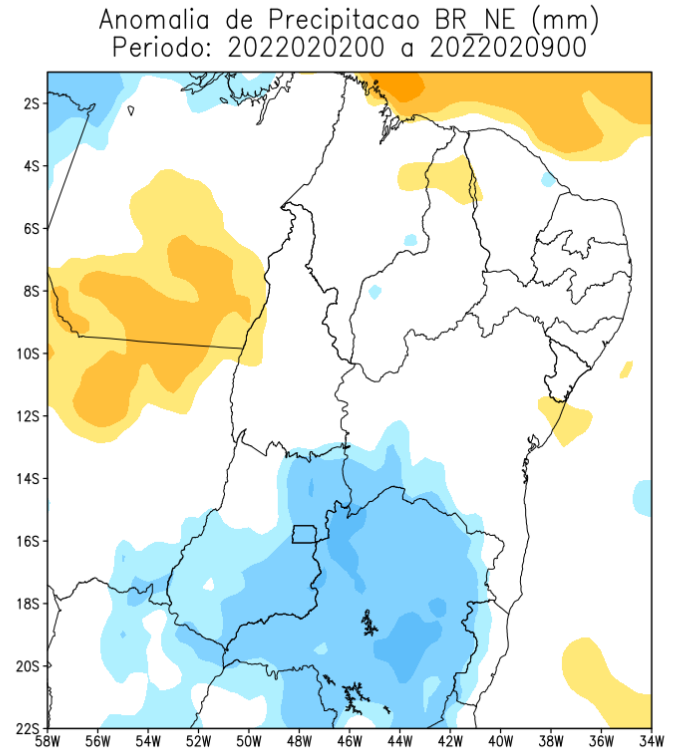 Anomalia de Precipitacao BR_NE (mm)
Periodo: 2022020200 a 2022020900
2S
4S
6S
8S
10S
12S
14S
16S
18S
20S
22S
58W 56W 54W 52W 50W 48W 46W 44W 42W 40W 38W 36W 34W